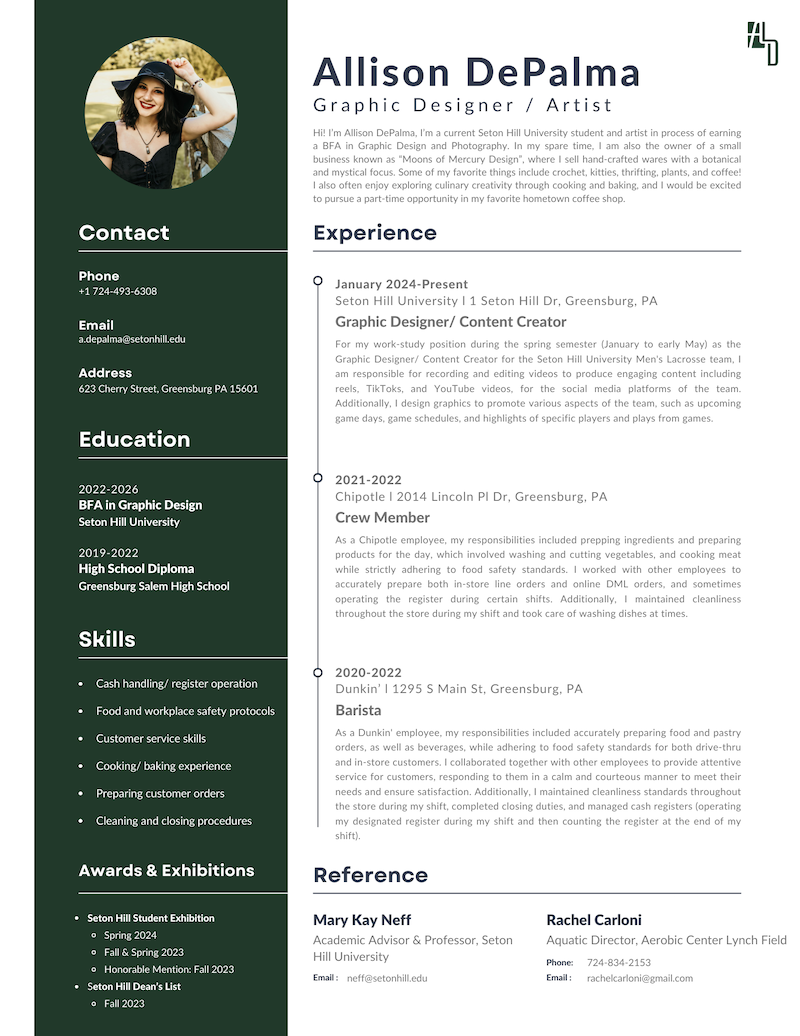 AD
Allison DePalma
Graphic Designer / Artist
Hi! I'm Allison DePalma, I'm a current Seton Hill University student and artist in process of earning
a BFA in Graphic Design and Photography. In my spare time, I am also the owner of a small
business known as "Moons of Mercury Design", where I sell hand-crafted wares with a botanical
and mystical focus. Some of my favorite things include crochet, kitties, thrifting, plants, and coffee!
I also often enjoy exploring culinary creativity through cooking and baking, and I would be excited
to pursue a part-time opportunity in my favorite hometown coffee shop.
Contact
Phone
+1 724-493-6308
Email
a.depalma@setonhill.edu
Address
623 Cherry Street, Greensburg PA 15601
Education
2022-2026
BFA in Graphic Design
Seton Hill University
2019-2022
High School Diploma
Greensburg Salem High School
Skills
• Cash handling/ register operation
• Food and workplace safety protocols
• Customer service skills
• Cooking/ baking experience
• Preparing customer orders
• Cleaning and closing procedures
Awards & Exhibitions
• Seton Hill Student Exhibition
◦ Spring 2024
◦ Fall & Spring 2023
◦ Honorable Mention: Fall 2023
• Seton Hill Dean's List
◦ Fall 2023
Experience
January 2024-Present
Seton Hill University l 1 Seton Hill Dr, Greensburg, PA
Graphic Designer/ Content Creator
For my work-study position during the spring semester (January to early May) as the
Graphic Designer/ Content Creator for the Seton Hill University Men's Lacrosse team, I
am responsible for recording and editing videos to produce engaging content including
reels, TikToks, and YouTube videos, for the social media platforms of the team.
Additionally, I design graphics to promote various aspects of the team, such as upcoming
game days, game schedules, and highlights of specific players and plays from games.
2021-2022
Chipotle l 2014 Lincoln Pl Dr, Greensburg, PA
Crew Member
As a Chipotle employee, my responsibilities included prepping ingredients and preparing
products for the day, which involved washing and cutting vegetables, and cooking meat
while strictly adhering to food safety standards. I worked with other employees to
accurately prepare both in-store line orders and online DML orders, and sometimes
operating the register during certain shifts. Additionally, I maintained cleanliness
throughout the store during my shift and took care of washing dishes at times.
2020-2022
Dunkin' l 1295 S Main St, Greensburg, PA
Barista
As a Dunkin' employee, my responsibilities included accurately preparing food and pastry
orders, as well as beverages, while adhering to food safety standards for both drive-thru
and in-store customers. I collaborated together with other employees to provide attentive
service for customers, responding to them in a calm and courteous manner to meet their
needs and ensure satisfaction. Additionally, I maintained cleanliness standards throughout
the store during my shift, completed closing duties, and managed cash registers (operating
my designated register during my shift and then counting the register at the end of my
shift).
Reference
Mary Kay Neff
Academic Advisor & Professor, Seton
Hill University
Email : neff@setonhill.edu
Rachel Carloni
Aquatic Director, Aerobic Center Lynch Field
Phone: 724-834-2153
Email : rachelcarloni@gmail.com